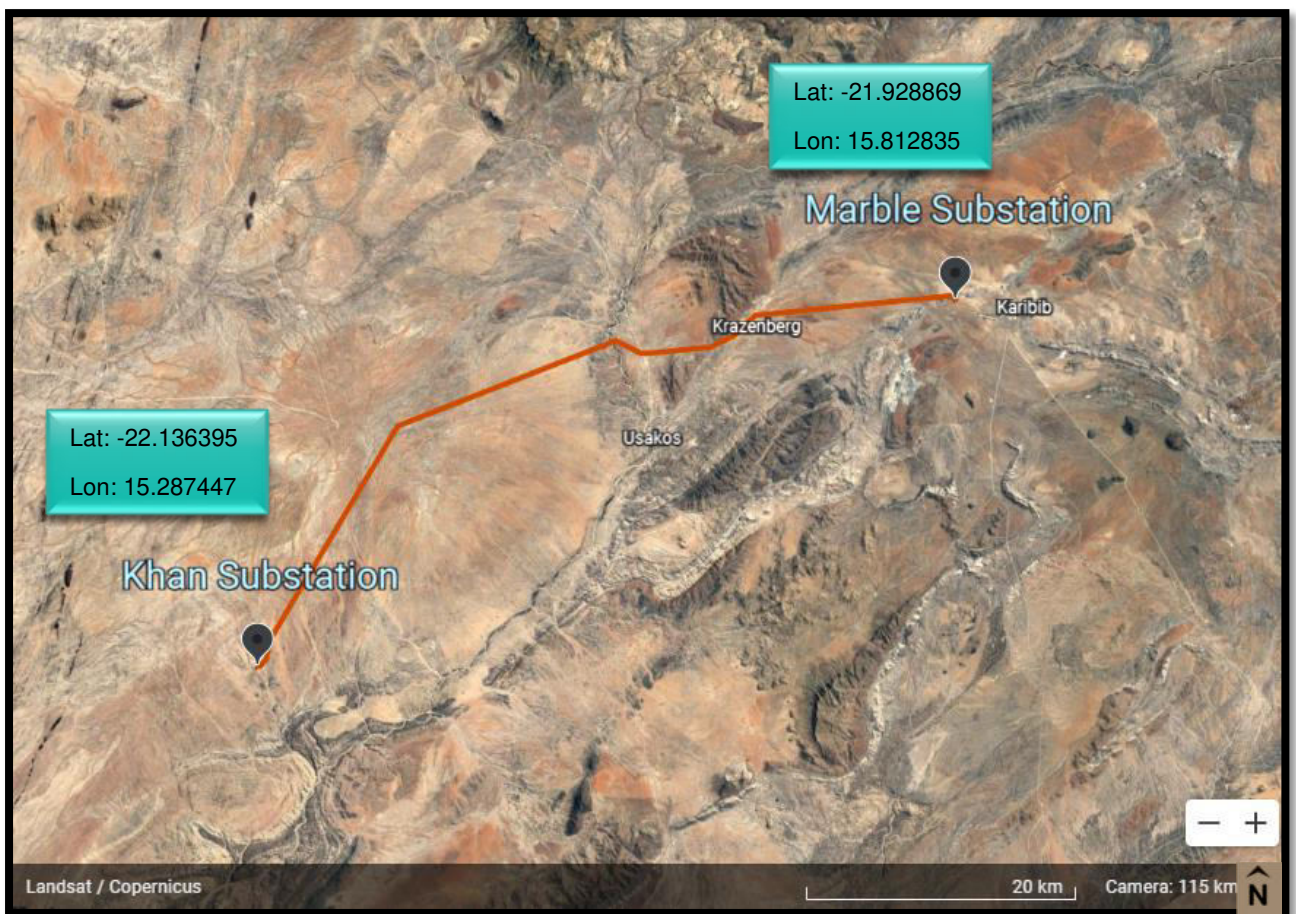 Lat: -21.928869
Lon: 15.812835
Marble Substation
Karibib
Krazenberg
Lat: -22.136395
Lon: 15.287447
Usakos
Khan Substation
− +
Landsat / Copernicus
20 km
Camera: 115 km
N